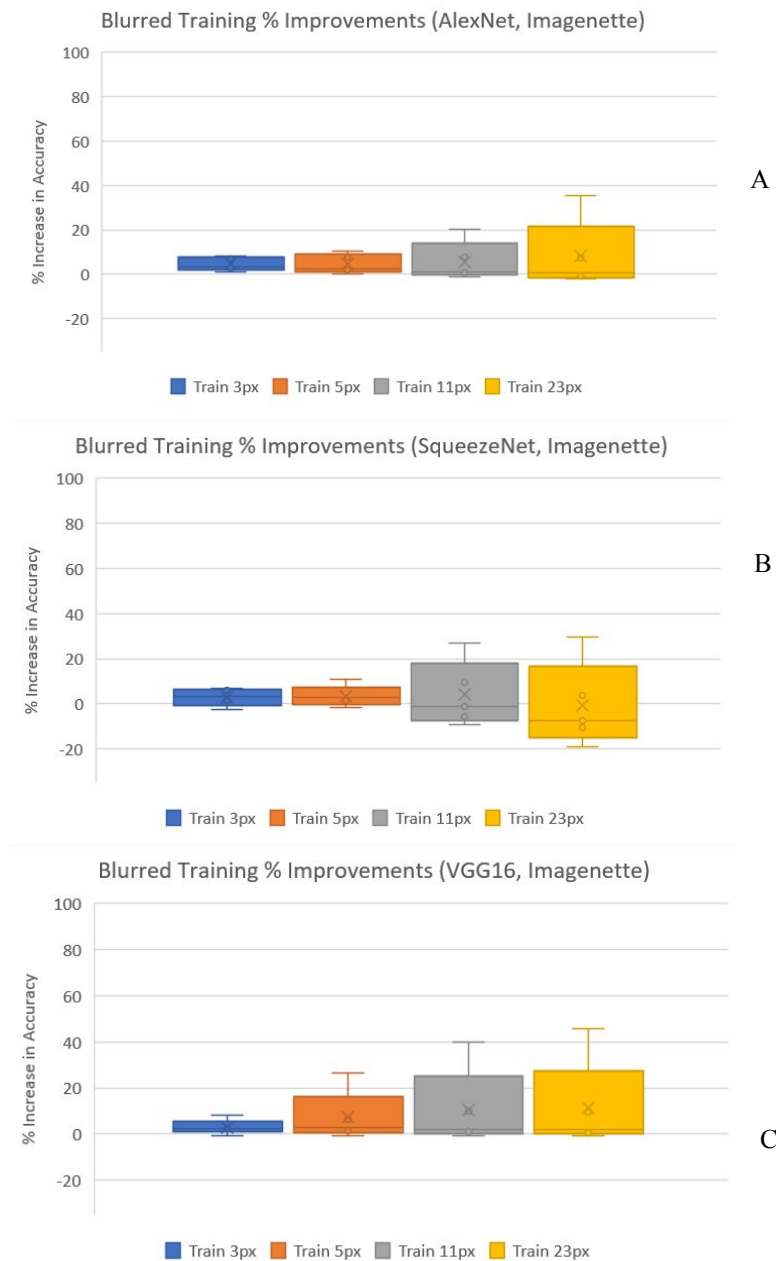 Blurred Training % Improvements (AlexNet, Imagenette)
100
80
60
40
20
0
-20
% Increase in Accuracy
A
Train 3px Train 5px Train 11px Train 23px
Blurred Training % Improvements (SqueezeNet, Imagenette)
100
80
60
40
20
0
-20
% Increase in Accuracy
B
Train 3px Train 5px Train 11px Train 23px
Blurred Training % Improvements (VGG16, Imagenette)
100
80
60
40
20
0
-20
% Increase in Accuracy
C
Train 3px Train 5px Train 11px Train 23px